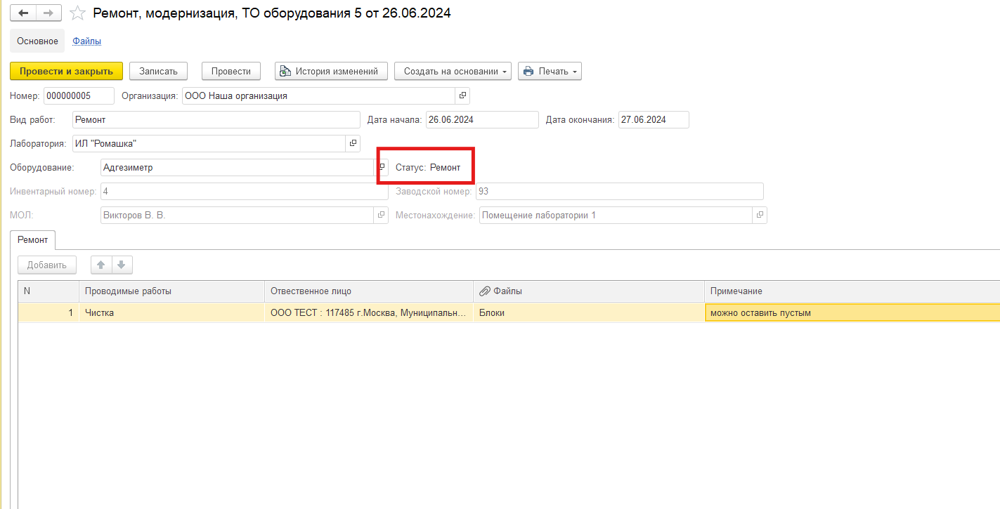 Ремонт, модернизация, ТО оборудования 5 от 26.06.2024
Основное Файлы
Провести и закрыть Записать Провести История изменений Создать на основании Печать
Номер: 000000005 Организация: ООО Наша организация
Вид работ: Ремонт Дата начала: 26.06.2024 Дата окончания: 27.06.2024
Лаборатория: ИЛ "Ромашка"
Оборудование: Адгезиметр Статус: Ремонт
Инвентарный номер: 4 Заводской номер: 93
МОЛ: Викторов В. В. Местонахождение: Помещение лаборатории 1
Ремонт
Добавить
N Проводимые работы Отвественное лицо Файлы Примечание
1 Чистка ООО ТЕСТ : 117485 г.Москва, Муниципальн... Блоки можно оставить пустым